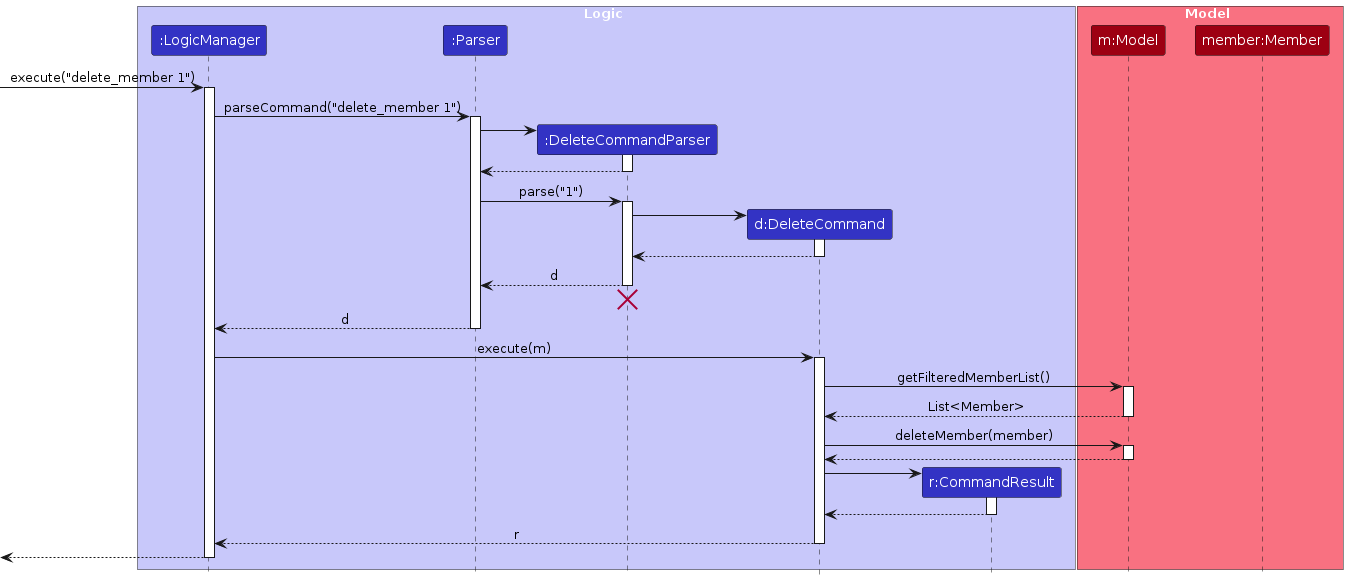 Logic
Model
:LogicManager
:Parser
m:Model
member:Member
execute("delete_member 1")
parseCommand("delete_member 1")
:DeleteCommandParser
parse("1")
d:DeleteCommand
d
d
execute(m)
getFilteredMemberList()
List<Member>
deleteMember(member)
r:CommandResult
r